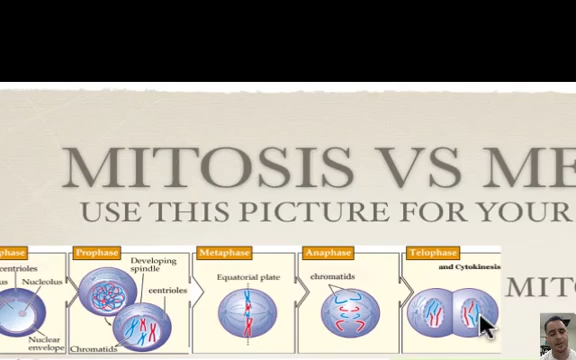 MITOSIS VS ME
USE THIS PICTURE FOR YOUR
phase
Prophase
Metaphase
Anaphase
Telophase
centrioles
Nucleolus
Nuclear
envelope
Developing
spindle
centrioles
Chromatids
Equatorial plate
chromatids
and Cytokinesis
MITO